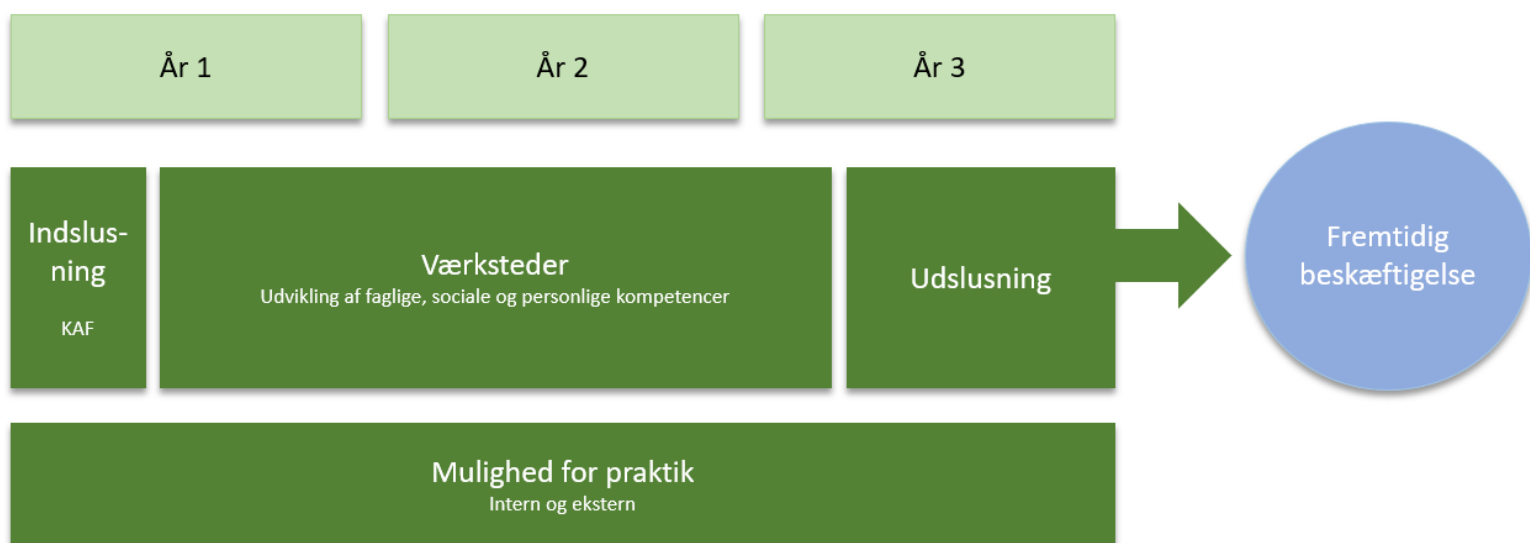 År 1
År 2
År 3
Indslus-
ning
KAF
Værksteder
Udvikling af faglige, sociale og personlige kompetencer
Udslusning
Fremtidig
beskæftigelse
Mulighed for praktik
Intern og ekstern